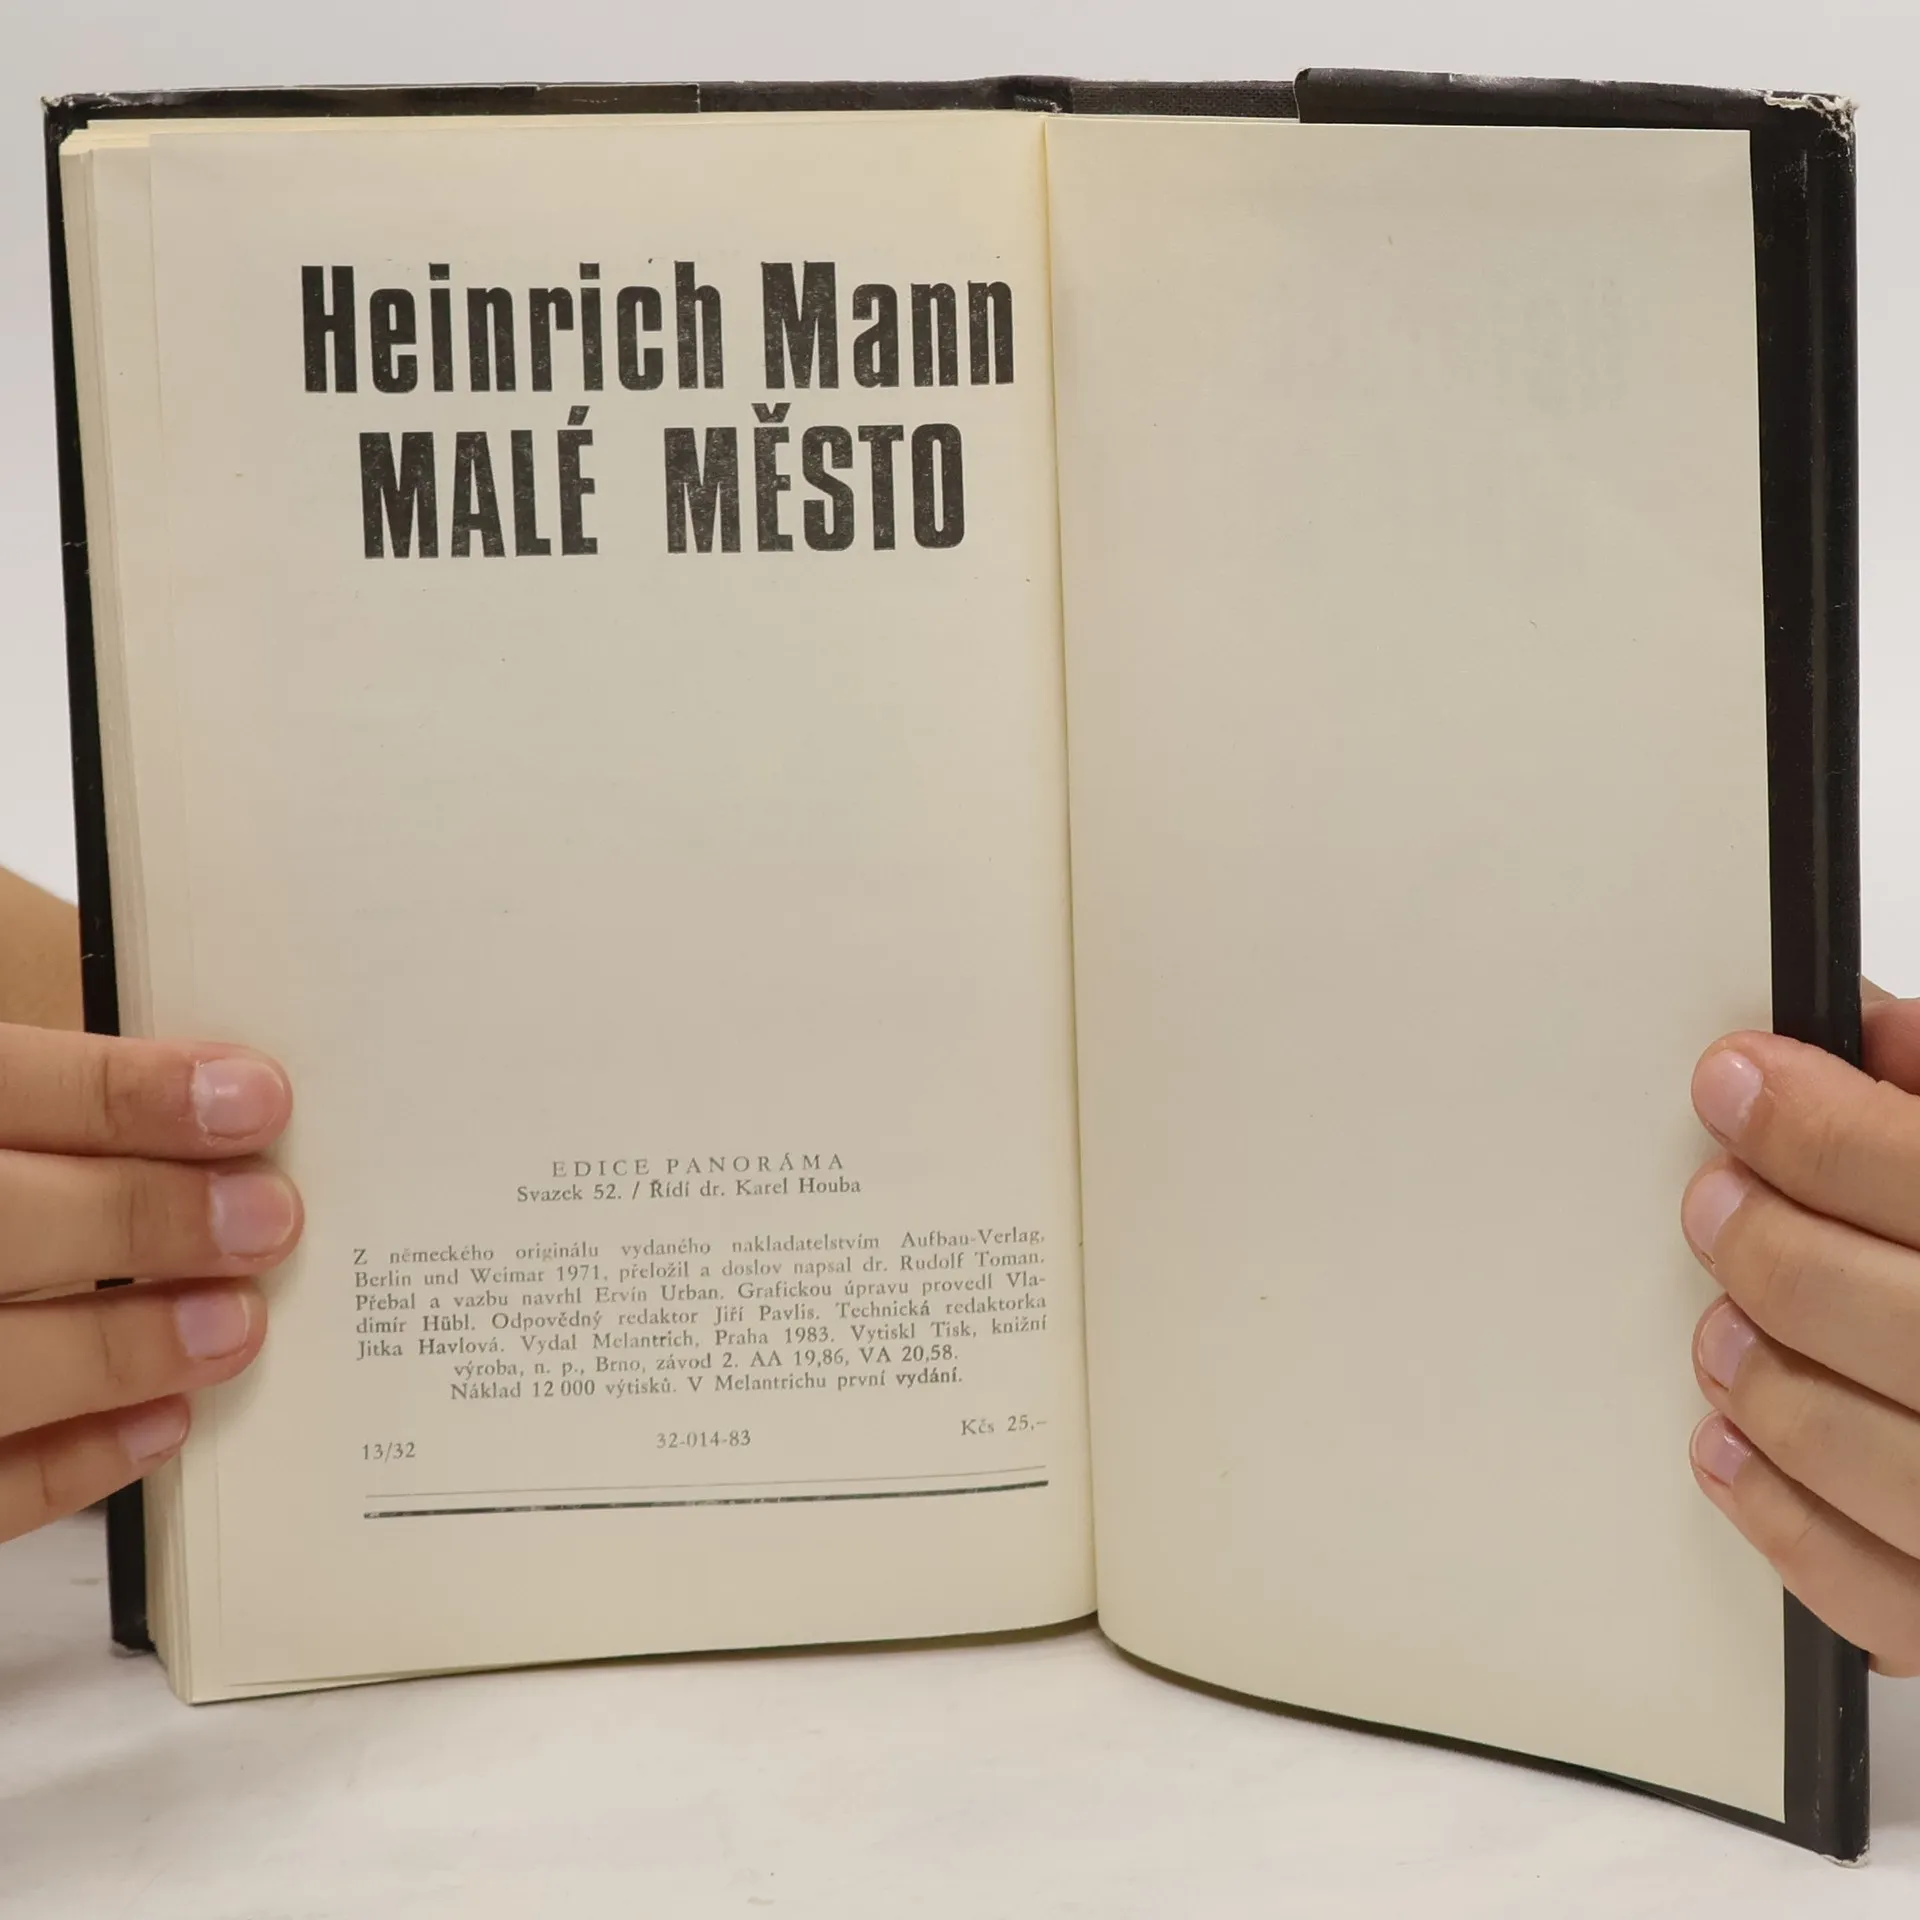 Heinrich Mann
MALÉ MĚSTO
EDICE PANORÁMA
Svazek 52. / Řídí dr. Karel Houba
Z německého originálu vydaného nakladatelstvím Aufbau-Verlag,
Berlin und Weimar 1971, přeložil a doslov napsal dr. Rudolf Toman.
Přebal a vazbu navrhl Ervín Urban. Grafickou úpravu provedl Vla-
dimír Hübl. Odpovědný redaktor Jiří Pavlis. Technická redaktorka
Jitka Havlová. Vydal Melantrich, Praha 1983. Vytiskl Tisk, knižní
výroba, n. p., Brno, závod 2. AA 19,86, VA 20,58.
Náklad 12 000 výtisků. V Melantrichu první vydání.
13/32 32-014-83 Kčs 25,–